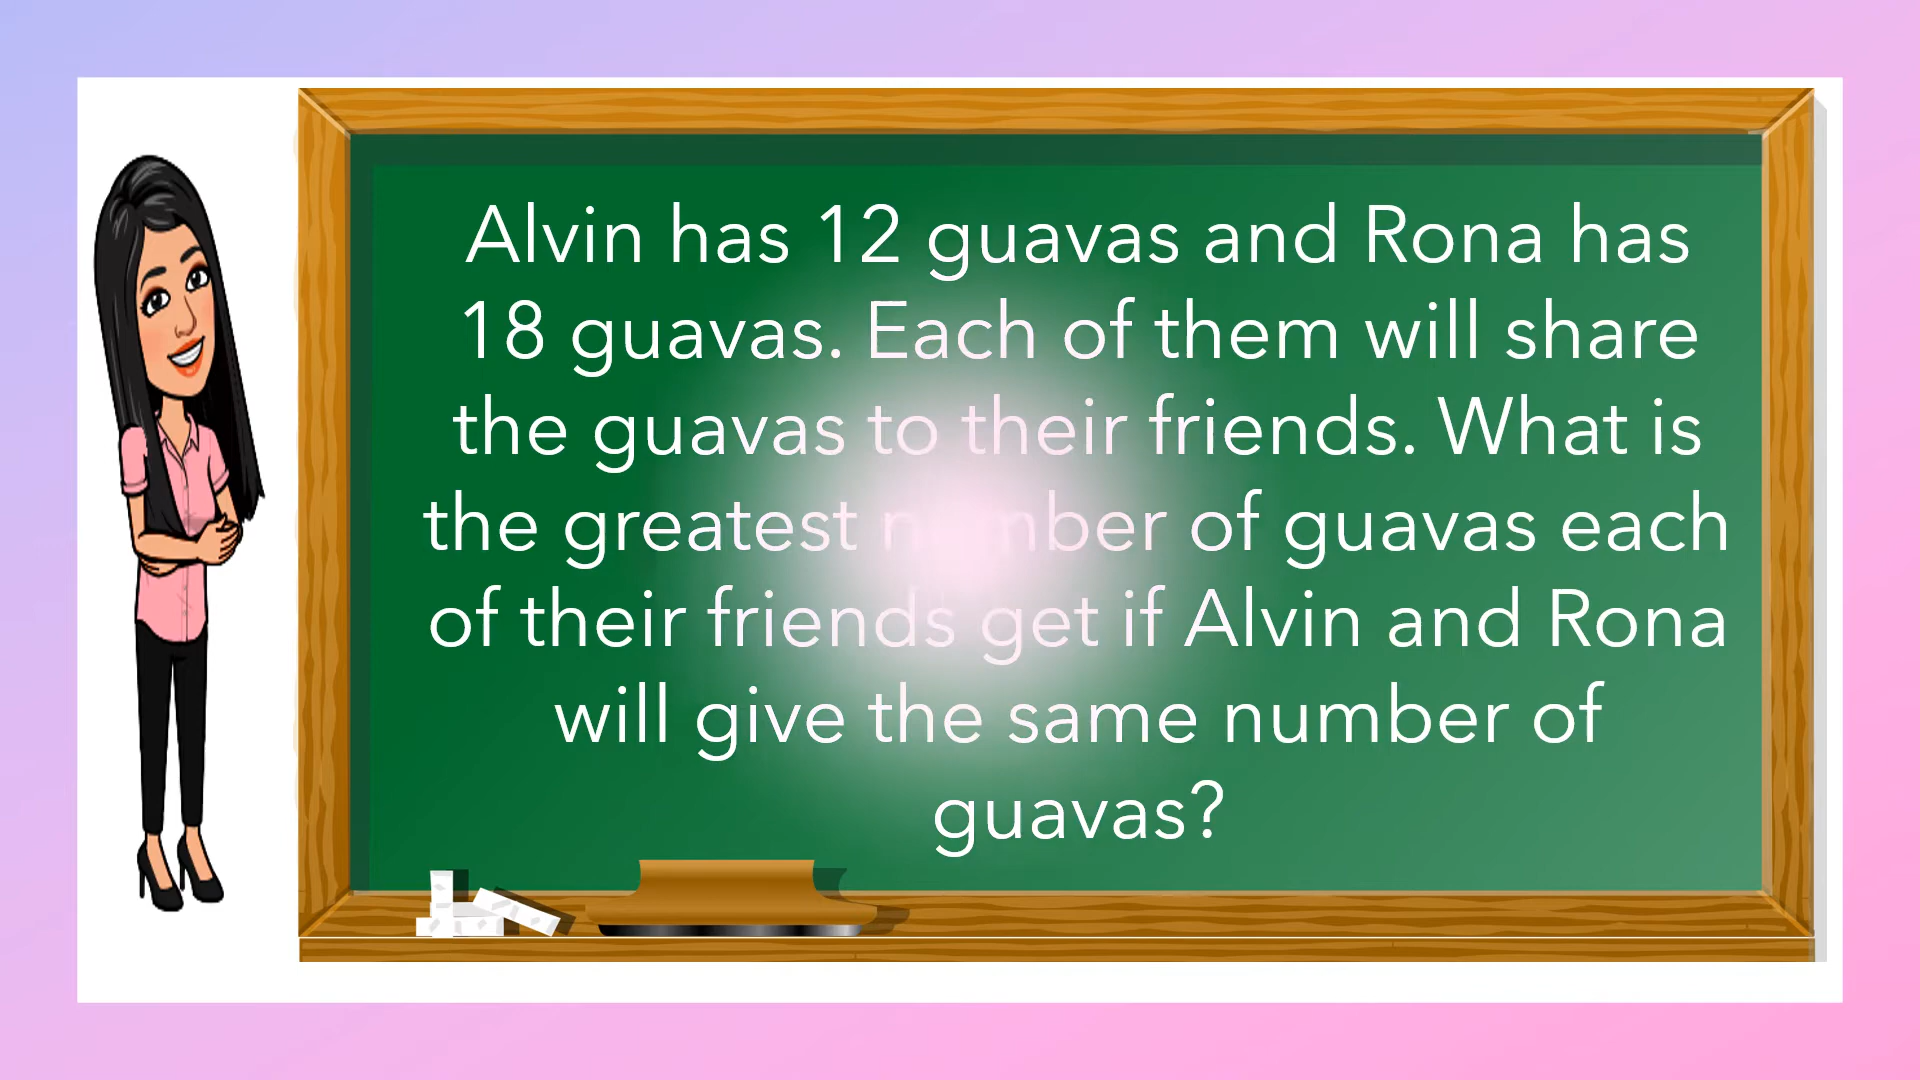 Alvin has 12 guavas and Rona has
18 guavas. Each of them will share
the guavas to their friends. What is
the greatest number of guavas each
of their friends get if Alvin and Rona
will give the same number of
guavas?